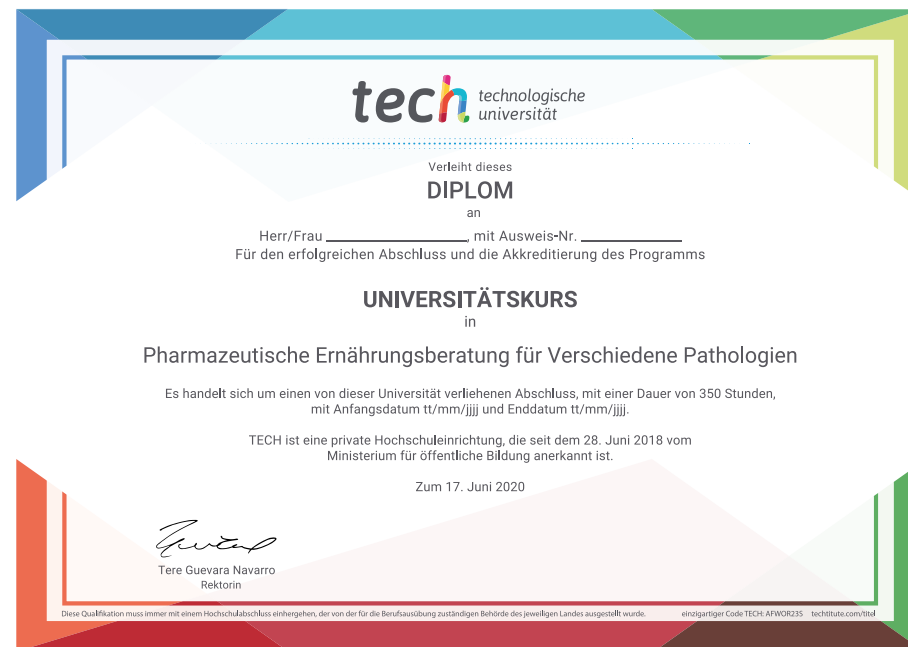 tech technologische
universität
Verleiht dieses
DIPLOM
an
Herr/Frau ____________________, mit Ausweis-Nr. ______________
Für den erfolgreichen Abschluss und die Akkreditierung des Programms
UNIVERSITÄTSKURS
in
Pharmazeutische Ernährungsberatung für Verschiedene Pathologien
Es handelt sich um einen von dieser Universität verliehenen Abschluss, mit einer Dauer von 350 Stunden,
mit Anfangsdatum tt/mm/jjjj und Enddatum tt/mm/jjjj.
TECH ist eine private Hochschuleinrichtung, die seit dem 28. Juni 2018 vom
Ministerium für öffentliche Bildung anerkannt ist.
Zum 17. Juni 2020
Tere Guevara Navarro
Rektorin
Diese Qualifikation muss immer mit einem Hochschulabschluss einhergehen, der von der für die Berufsausübung zuständigen Behörde des jeweiligen Landes ausgestellt wurde. einzigartiger Code TECH: AFWOR23S techtitute.com/titel